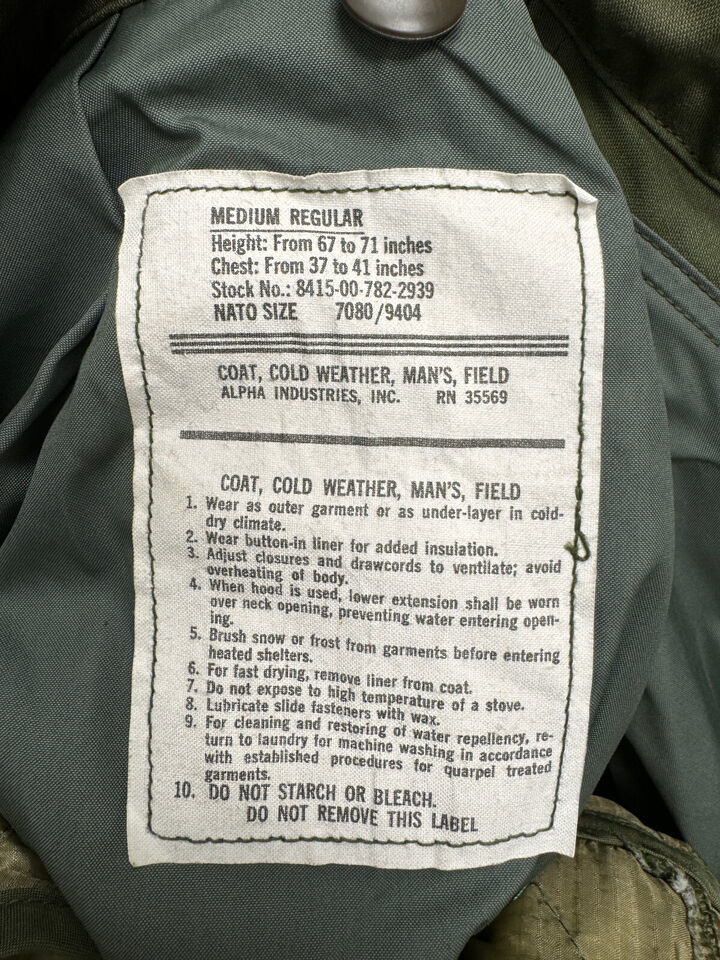 MEDIUM REGULAR
Height: From 67 to 71 inches
Chest: From 37 to 41 inches
Stock No.: 8415-00-782-2939
NATO SIZE 7080/9404
COAT, COLD WEATHER, MAN'S, FIELD
ALPHA INDUSTRIES, INC. RN 35569
COAT, COLD WEATHER, MAN'S, FIELD
1. Wear as outer garment or as under-layer in cold-
dry climate.
2. Wear button-in liner for added insulation.
3. Adjust closures and drawcords to ventilate; avoid
overheating of body.
4. When hood is used, lower extension shall be worn
over neck opening, preventing water entering open-
ing.
5. Brush snow or frost from garments before entering
heated shelters.
6. For fast drying, remove liner from coat.
7. Do not expose to high temperature of a stove.
8. Lubricate slide fasteners with wax.
9. For cleaning and restoring of water repellency, re-
turn to laundry for machine washing in accordance
with established procedures for quarpel treated
garments.
10. DO NOT STARCH OR BLEACH.
DO NOT REMOVE THIS LABEL